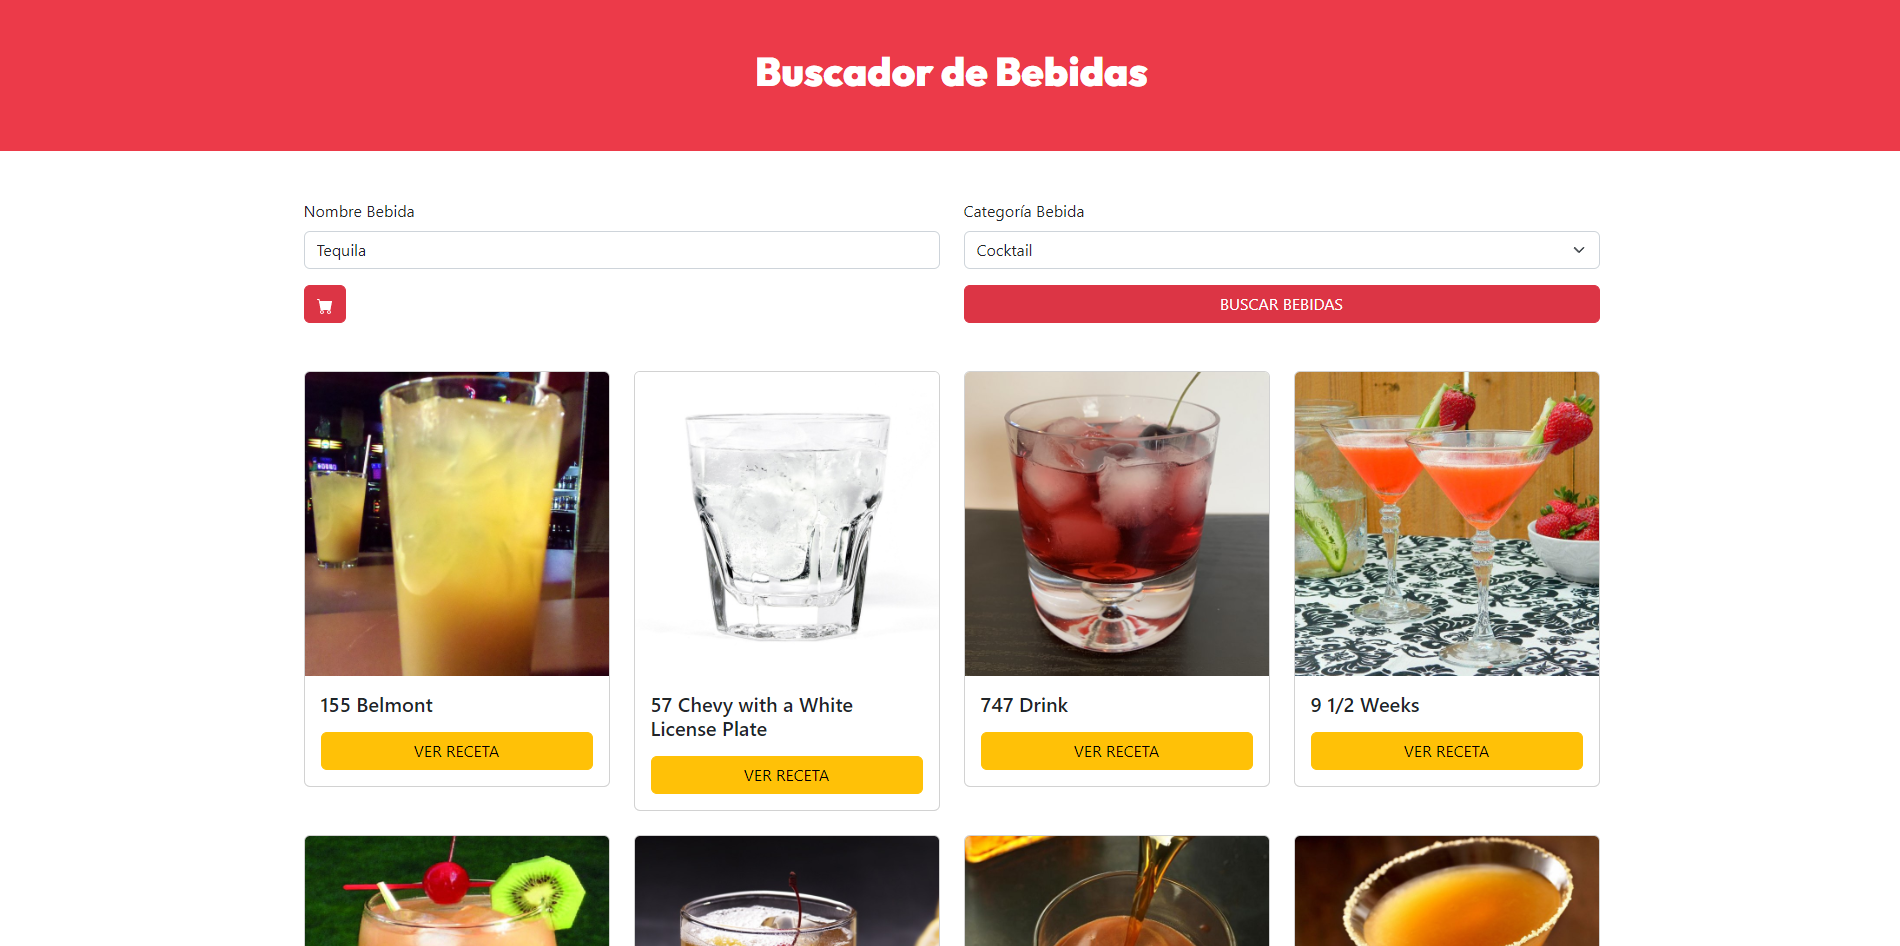 Buscador de Bebidas
Nombre Bebida
Tequila
Categoría Bebida
Cocktail
BUSCAR BEBIDAS
155 Belmont
VER RECETA
57 Chevy with a White
License Plate
VER RECETA
747 Drink
VER RECETA
9 1/2 Weeks
VER RECETA